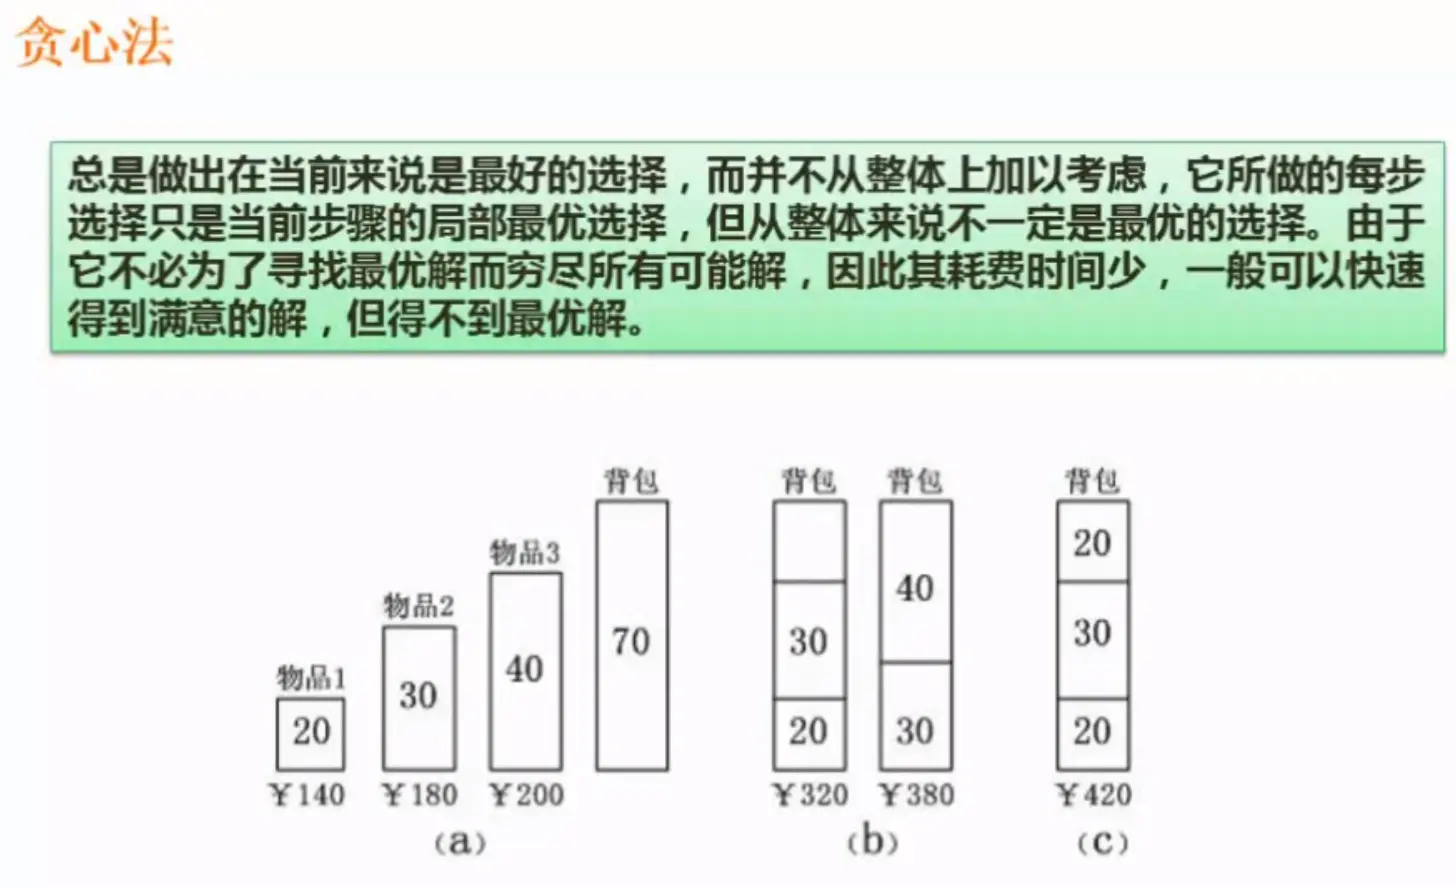 贪心法
总是做出在当前来说是最好的选择，而并不从整体上加以考虑，它所做的每步
选择只是当前步骤的局部最优选择，但从整体来说不一定是最优的选择。由于
它不必为了寻找最优解而穷尽所有可能解，因此其耗费时间少，一般可以快速
得到满意的解，但得不到最优解。
背包
背包
背包
背包
物品3
物品2
物品1
20
30
40
70
30
20
40
30
20
30
20
￥140
￥180
￥200
￥320
￥380
￥420
(a)
(b)
(c)